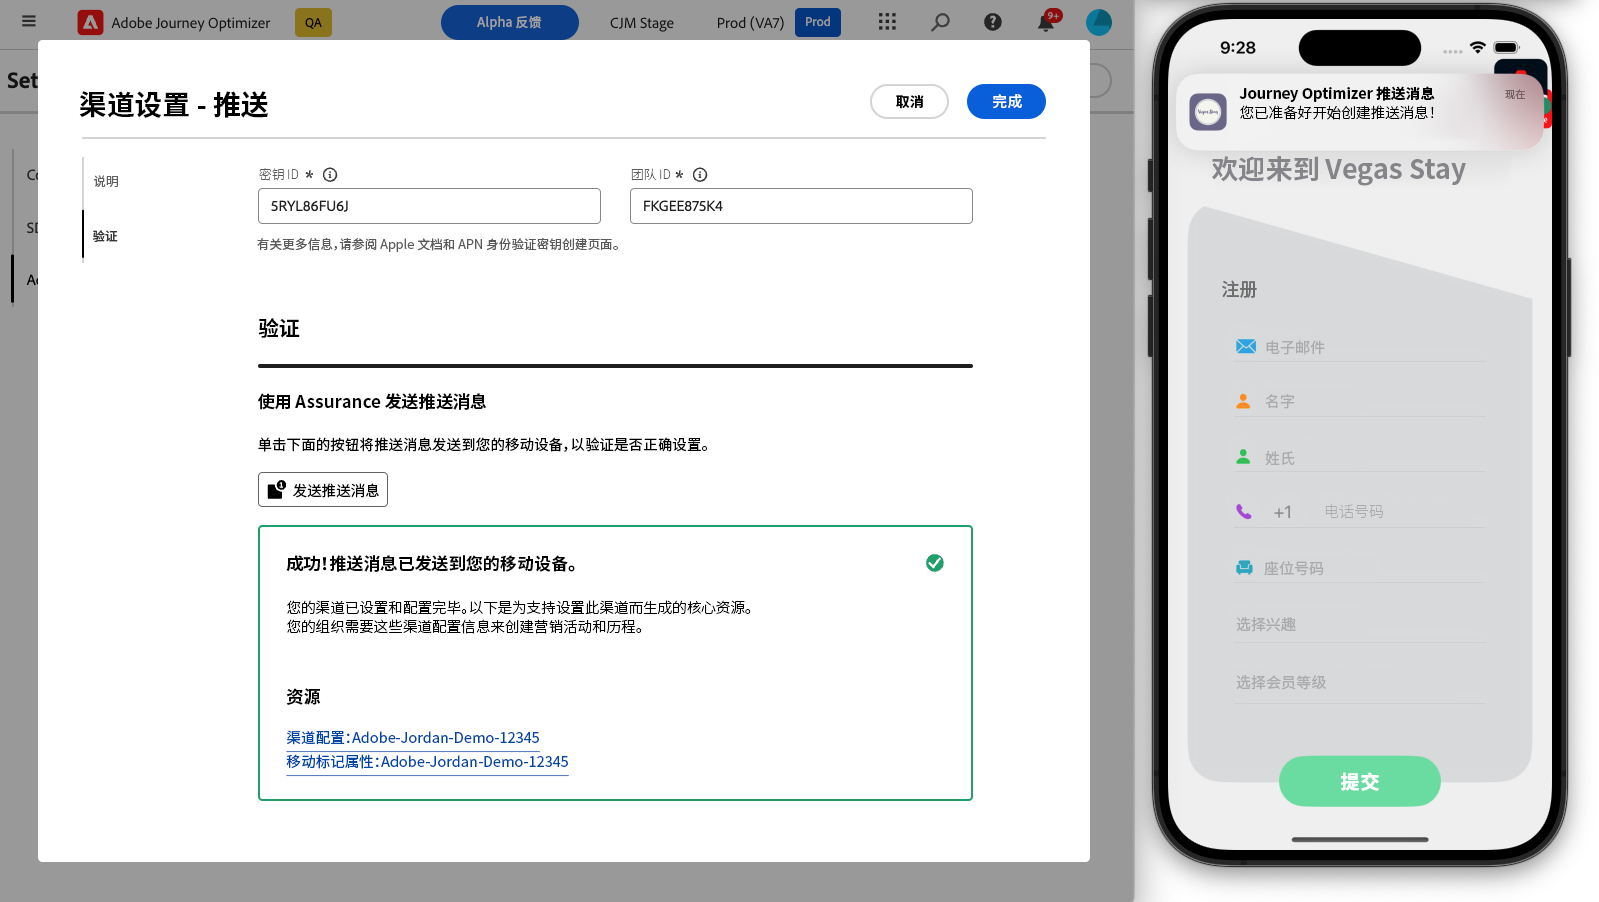 Adobe Journey Optimizer
QA
Alpha 反馈
CJM Stage
Prod (VA7)
Prod
9+
Set
渠道设置 - 推送
取消
完成
说明
验证
密钥 ID *
团队 ID *
5RYL86FU6J
FKGEE875K4
有关更多信息，请参阅 Apple 文档和 APN 身份验证密钥创建页面。
验证
使用 Assurance 发送推送消息
单击下面的按钮将推送消息发送到您的移动设备，以验证是否正确设置。
发送推送消息
成功！推送消息已发送到您的移动设备。
您的渠道已设置和配置完毕。以下是为支持设置此渠道而生成的核心资源。
您的组织需要这些渠道配置信息来创建营销活动和历程。
资源
渠道配置：Adobe-Jordan-Demo-12345
移动标记属性：Adobe-Jordan-Demo-12345
9:28
Journey Optimizer 推送消息
现在
您已准备好开始创建推送消息！
欢迎来到 Vegas Stay
注册
电子邮件
名字
姓氏
+1
电话号码
座位号码
选择兴趣
选择会员等级
提交